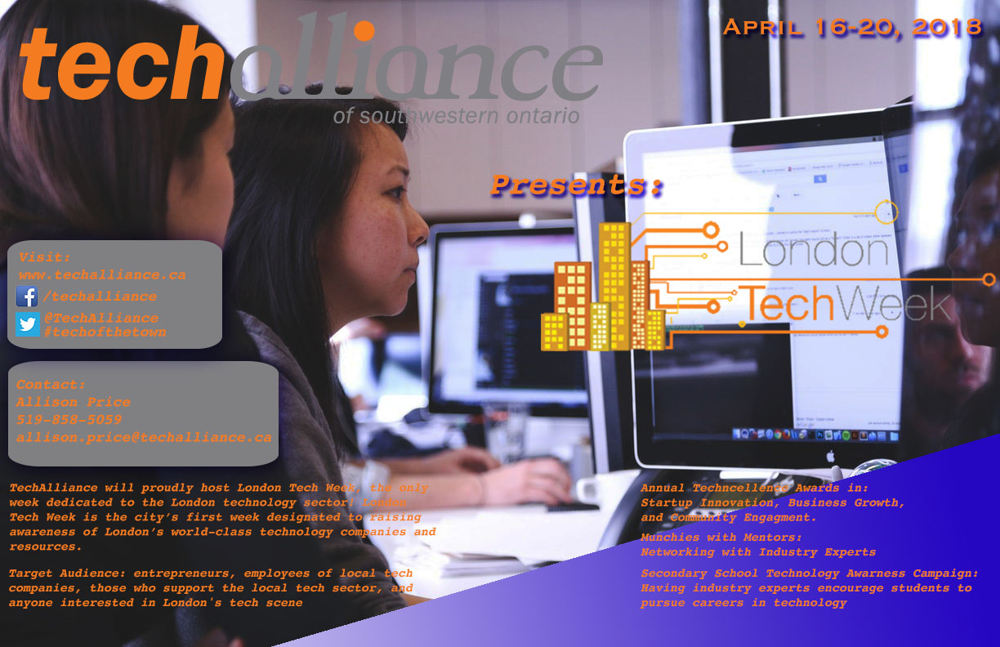 techalliance
of southwestern ontario
April 16-20, 2018
Presents:
London
TechWeek
Visit:
www.techalliance.ca
/techalliance
@TechAlliance
#techofthetown
Contact:
Allison Price
519-858-5059
allison.price@techalliance.ca
TechAlliance will proudly host London Tech Week, the only
week dedicated to the London technology sector! London
Tech Week is the city's first week designated to raising
awareness of London's world-class technology companies and
resources.
Target Audience: entrepreneurs, employees of local tech
companies, those who support the local tech sector, and
anyone interested in London's tech scene
Annual Techncellence Awards in:
Startup Innovation, Business Growth,
and Community Engagment.
Munchies with Mentors:
Networking with Industry Experts
Secondary School Technology Awarness Campaign:
Having industry experts encourage students to
pursue careers in technology